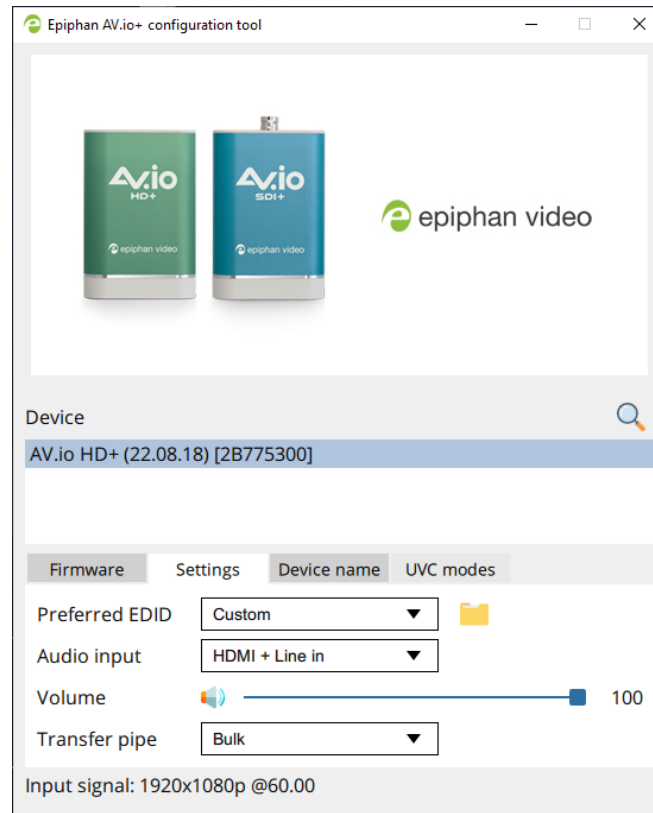 Epiphan AV.io+ configuration tool
AV.io
HD+
epiphan video
AV.io
SDI+
epiphan video
epiphan video
Device
AV.io HD+ (22.08.18) [2B775300]
Firmware Settings Device name UVC modes
Preferred EDID Custom
Audio input HDMI + Line in
Volume 100
Transfer pipe Bulk
Input signal: 1920x1080p @60.00